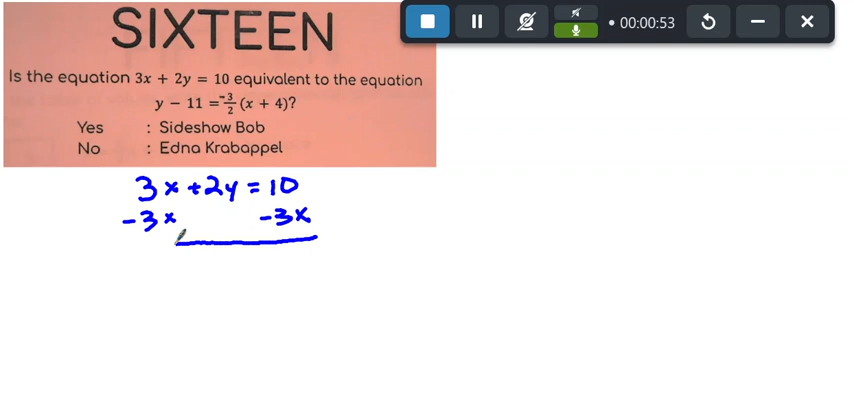 SIXTEEN
00:00:53
Is the equation 3x + 2y = 10 equivalent to the equation
y − 11 = -3/2 (x + 4)?
Yes : Sideshow Bob
No : Edna Krabappel
3x + 2y = 10
-3x -3x